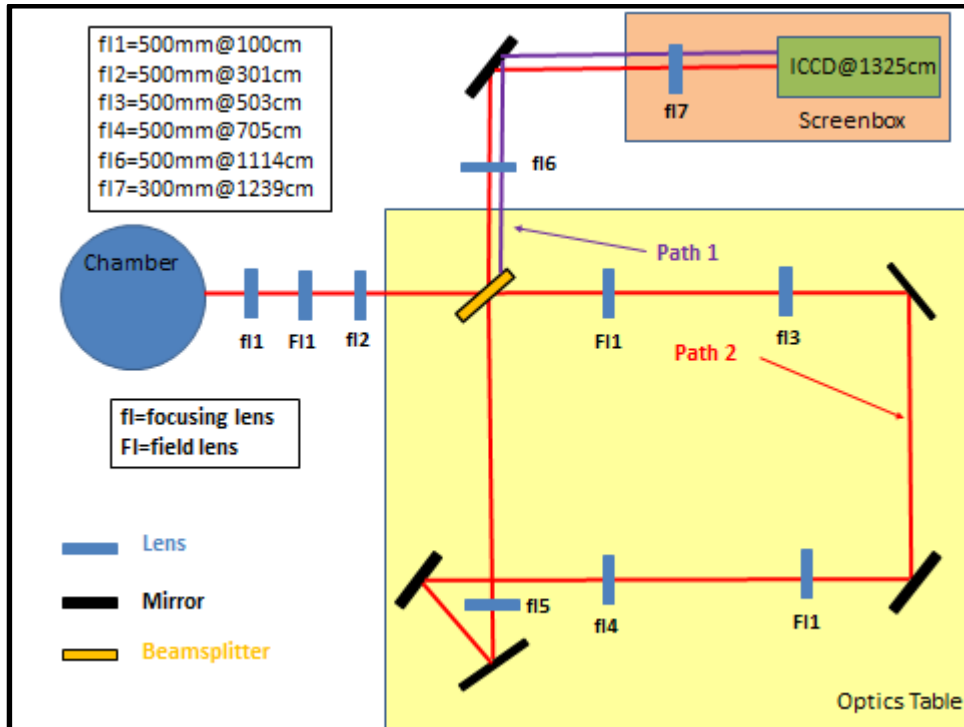 fl1=500mm@100cm
fl2=500mm@301cm
fl3=500mm@503cm
fl4=500mm@705cm
fl6=500mm@1114cm
fl7=300mm@1239cm
ICCD@1325cm
fl7
Screenbox
fl6
Path 1
Chamber
fl1
Fl1
fl2
Fl1
fl3
Path 2
fl=focusing lens
Fl=field lens
Lens
Mirror
Beamsplitter
fl5
fl4
Fl1
Optics Table